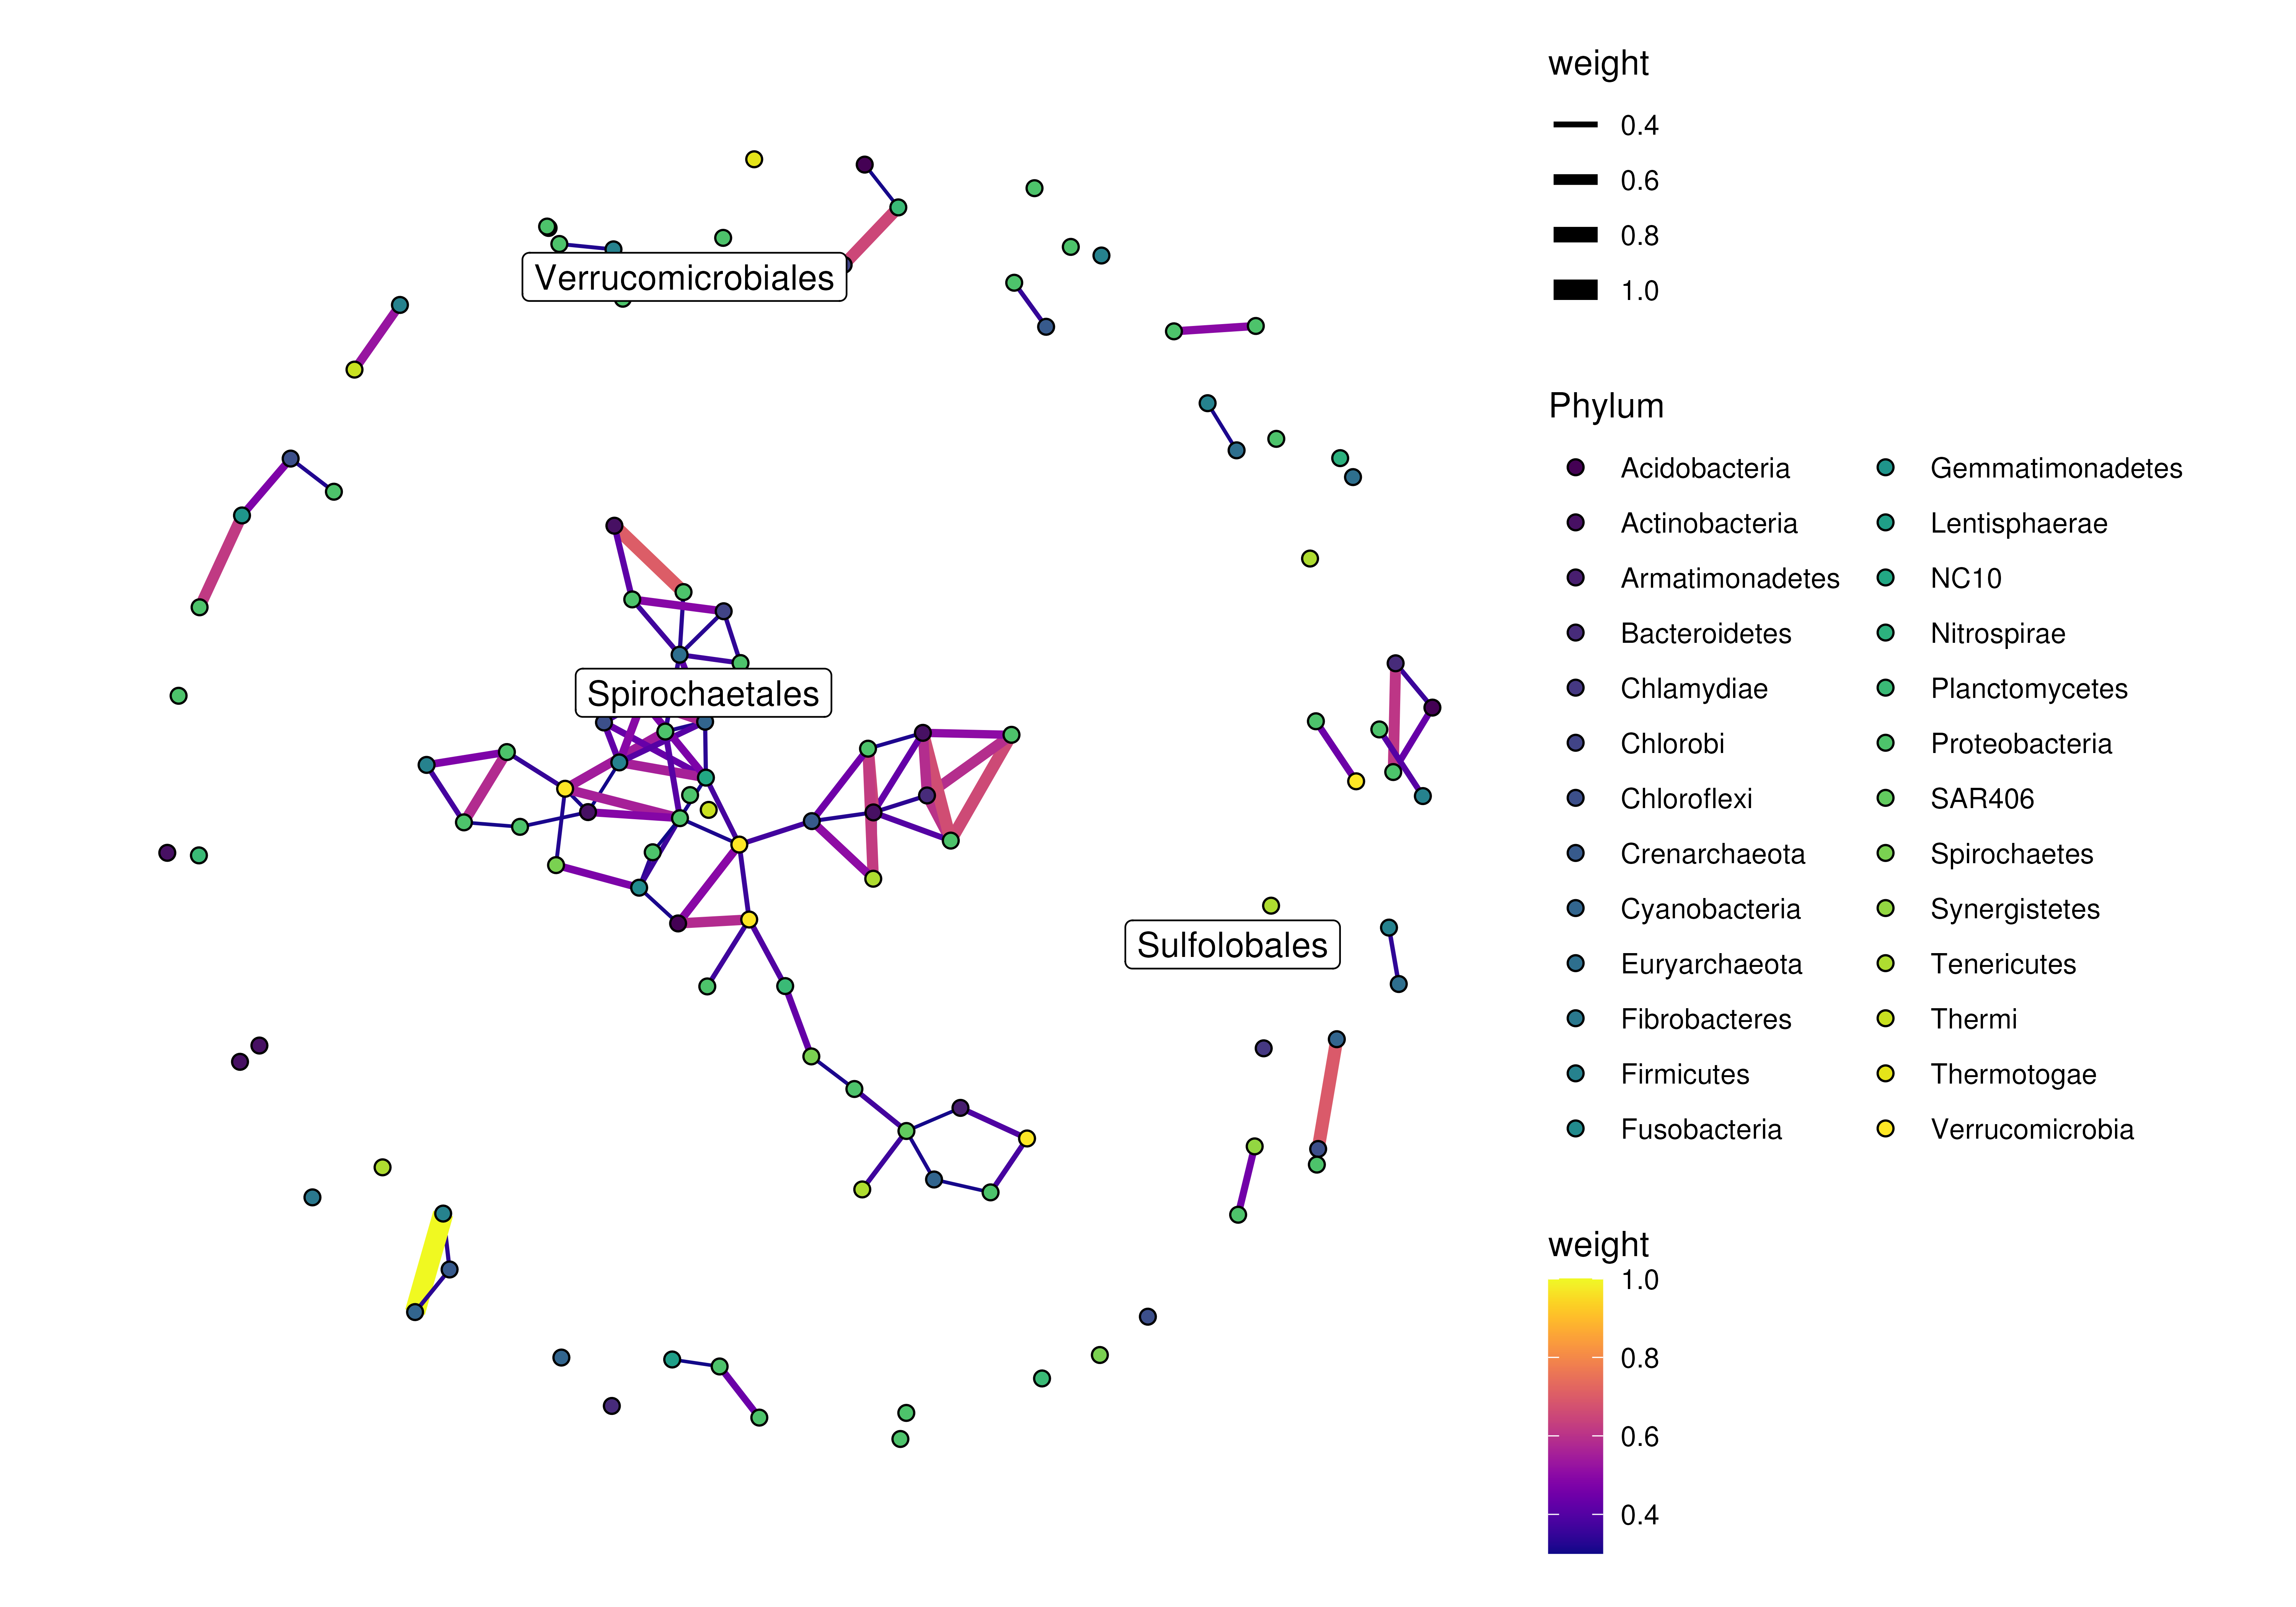 Verrucomicrobiales
Spirochaetales
Sulfolobales
weight
0.4
0.6
0.8
1.0
Phylum
Acidobacteria
Actinobacteria
Armatimonadetes
Bacteroidetes
Chlamydiae
Chlorobi
Chloroflexi
Crenarchaeota
Cyanobacteria
Euryarchaeota
Fibrobacteres
Firmicutes
Fusobacteria
Gemmatimonadetes
Lentisphaerae
NC10
Nitrospirae
Planctomycetes
Proteobacteria
SAR406
Spirochaetes
Synergistetes
Tenericutes
Thermi
Thermotogae
Verrucomicrobia
weight
1.0
0.8
0.6
0.4